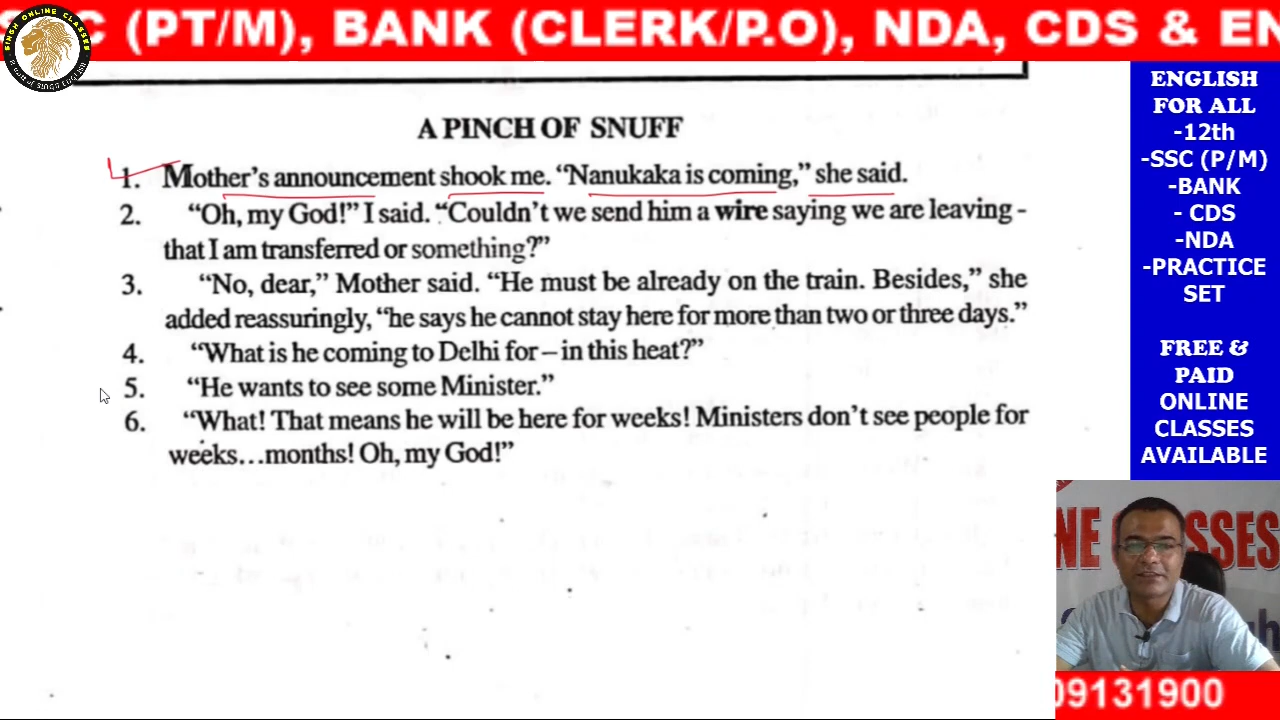 C (PT/M), BANK (CLERK/P.O), NDA, CDS & EN
SINGH ONLINE CLASSES
ENGLISH
FOR ALL
-12th
-SSC (P/M)
-BANK
- CDS
-NDA
-PRACTICE
SET
FREE &
PAID
ONLINE
CLASSES
AVAILABLE
A PINCH OF SNUFF
1. Mother's announcement shook me. "Nanukaka is coming," she said.
2. "Oh, my God!" I said. "Couldn't we send him a wire saying we are leaving -
that I am transferred or something?"
3. "No, dear," Mother said. "He must be already on the train. Besides," she
added reassuringly, "he says he cannot stay here for more than two or three days."
4. "What is he coming to Delhi for – in this heat?"
5. "He wants to see some Minister."
6. "What! That means he will be here for weeks! Ministers don't see people for
weeks...months! Oh, my God!"
NE CLASSES
09131900